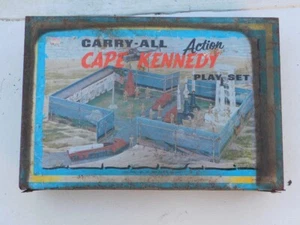 CARRY-ALL Action
CAPE KENNEDY
PLAY SET